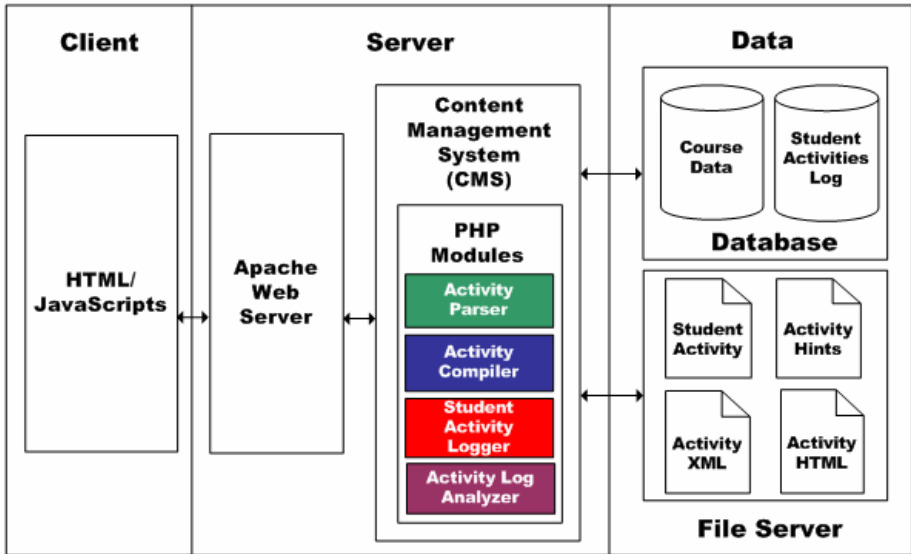 Client
Server
Data
HTML/
JavaScripts
Apache
Web
Server
Content
Management
System
(CMS)
PHP
Modules
Activity
Parser
Activity
Compiler
Student
Activity
Logger
Activity Log
Analyzer
Course
Data
Student
Activities
Log
Database
Student
Activity
Activity
Hints
Activity
XML
Activity
HTML
File Server